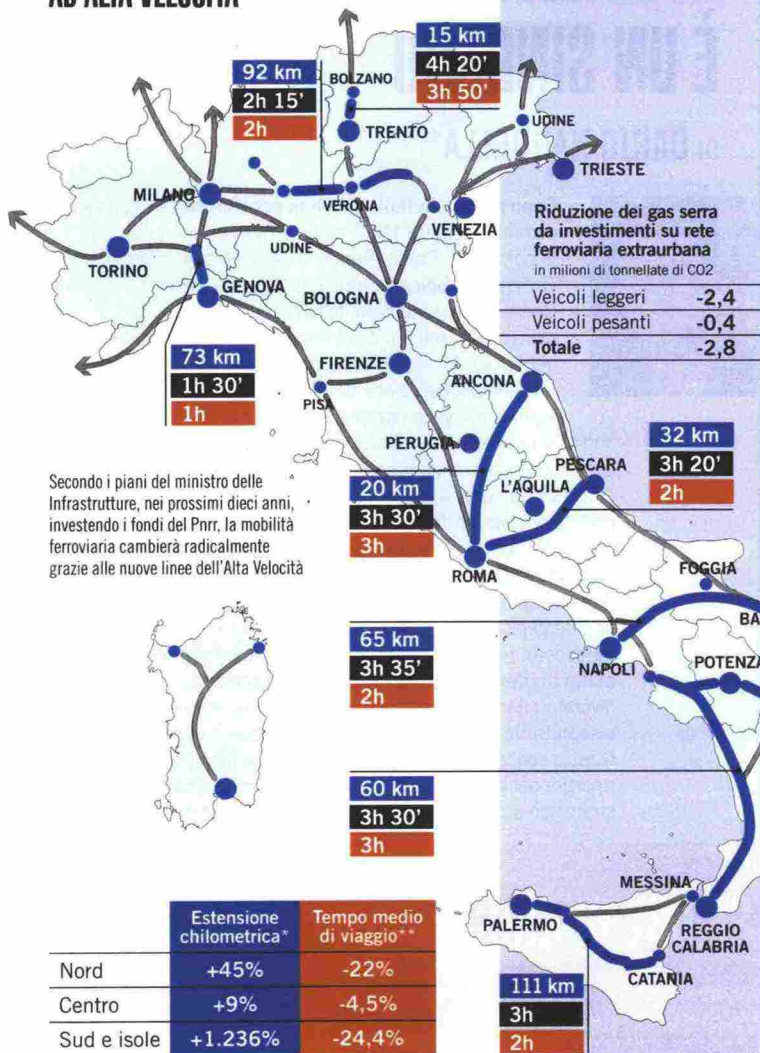 AD ALTA VELOCITÀ
15 km
4h 20’
3h 50’
92 km
2h 15’
2h
BOLZANO
TRENTO
UDINE
TRIESTE
MILANO
VERONA
VENEZIA
UDINE
TORINO
GENOVA
BOLOGNA
Riduzione dei gas serra
da investimenti su rete
ferroviaria extraurbana
in milioni di tonnellate di CO2
Veicoli leggeri -2,4
Veicoli pesanti -0,4
Totale -2,8
73 km
1h 30’
1h
FIRENZE
PISA
ANCONA
PERUGIA
32 km
3h 20’
2h
PESCARA
L’AQUILA
20 km
3h 30’
3h
Secondo i piani del ministro delle
Infrastrutture, nei prossimi dieci anni,
investendo i fondi del Pnrr, la mobilità
ferroviaria cambierà radicalmente
grazie alle nuove linee dell’Alta Velocità
ROMA
FOGGIA
BA
65 km
3h 35’
2h
NAPOLI
POTENZA
60 km
3h 30’
3h
MESSINA
PALERMO
REGGIO
CALABRIA
CATANIA
111 km
3h
2h
Estensione chilometrica* Tempo medio di viaggio**
Nord +45% -22%
Centro +9% -4,5%
Sud e isole +1.236% -24,4%